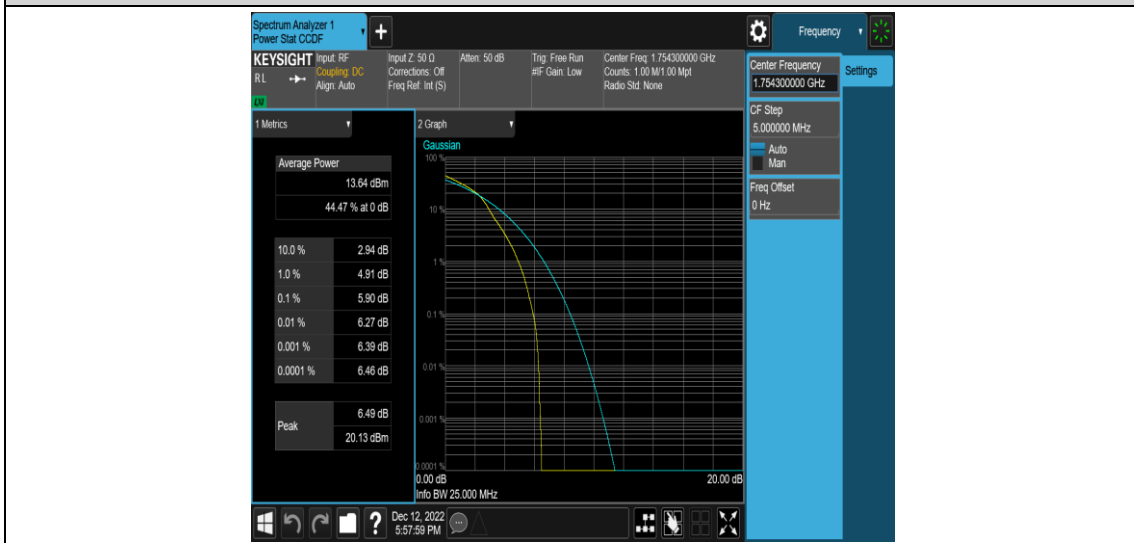 Spectrum Analyzer 1
Power Stat CCDF
+
Frequency
KEYSIGHT
RL
Input: RF
Coupling: DC
Align: Auto
Input Z: 50 Ω
Corrections: Off
Freq Ref: Int (S)
Atten: 50 dB
Trig: Free Run
#IF Gain: Low
Center Freq: 1.754300000 GHz
Counts: 1.00 M/1.00 Mpt
Radio Std: None
Center Frequency
1.754300000 GHz
Settings
CF Step
5.000000 MHz
Auto
Man
Freq Offset
0 Hz
1 Metrics
Average Power
13.64 dBm
44.47 % at 0 dB
10.0 % 2.94 dB
1.0 % 4.91 dB
0.1 % 5.90 dB
0.01 % 6.27 dB
0.001 % 6.39 dB
0.0001 % 6.46 dB
Peak
6.49 dB
20.13 dBm
2 Graph
Gaussian
100 %
10 %
1 %
0.1 %
0.01 %
0.001 %
0.0001 %
0.00 dB 20.00 dB
Info BW 25.000 MHz
?
Dec 12, 2022
5:57:59 PM